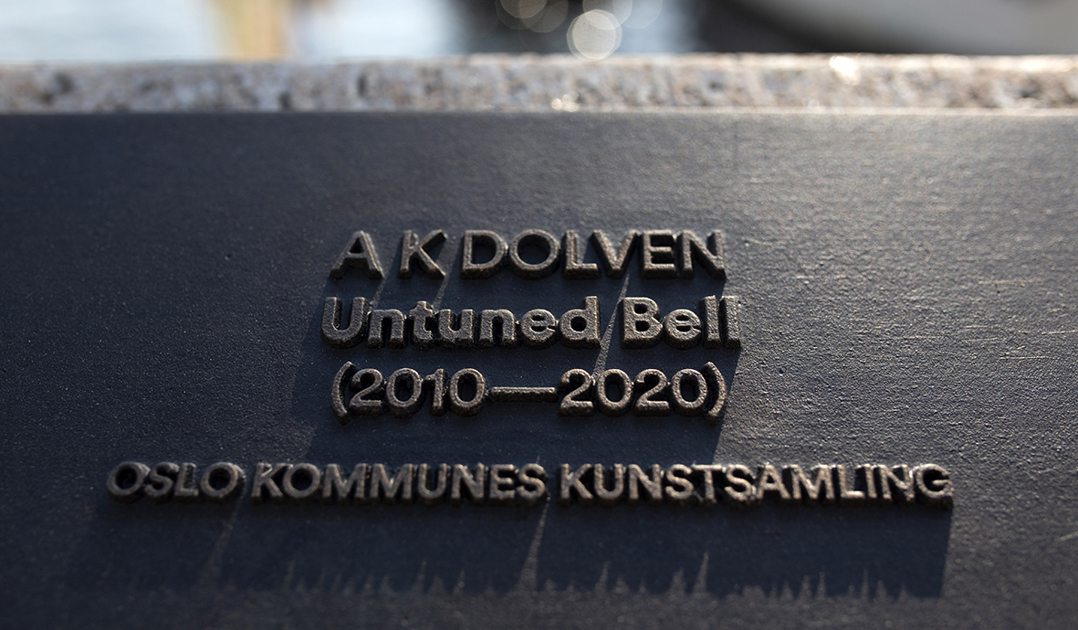 A K DOLVEN
Untuned Bell
(2010—2020)
OSLO KOMMUNES KUNSTSAMLING